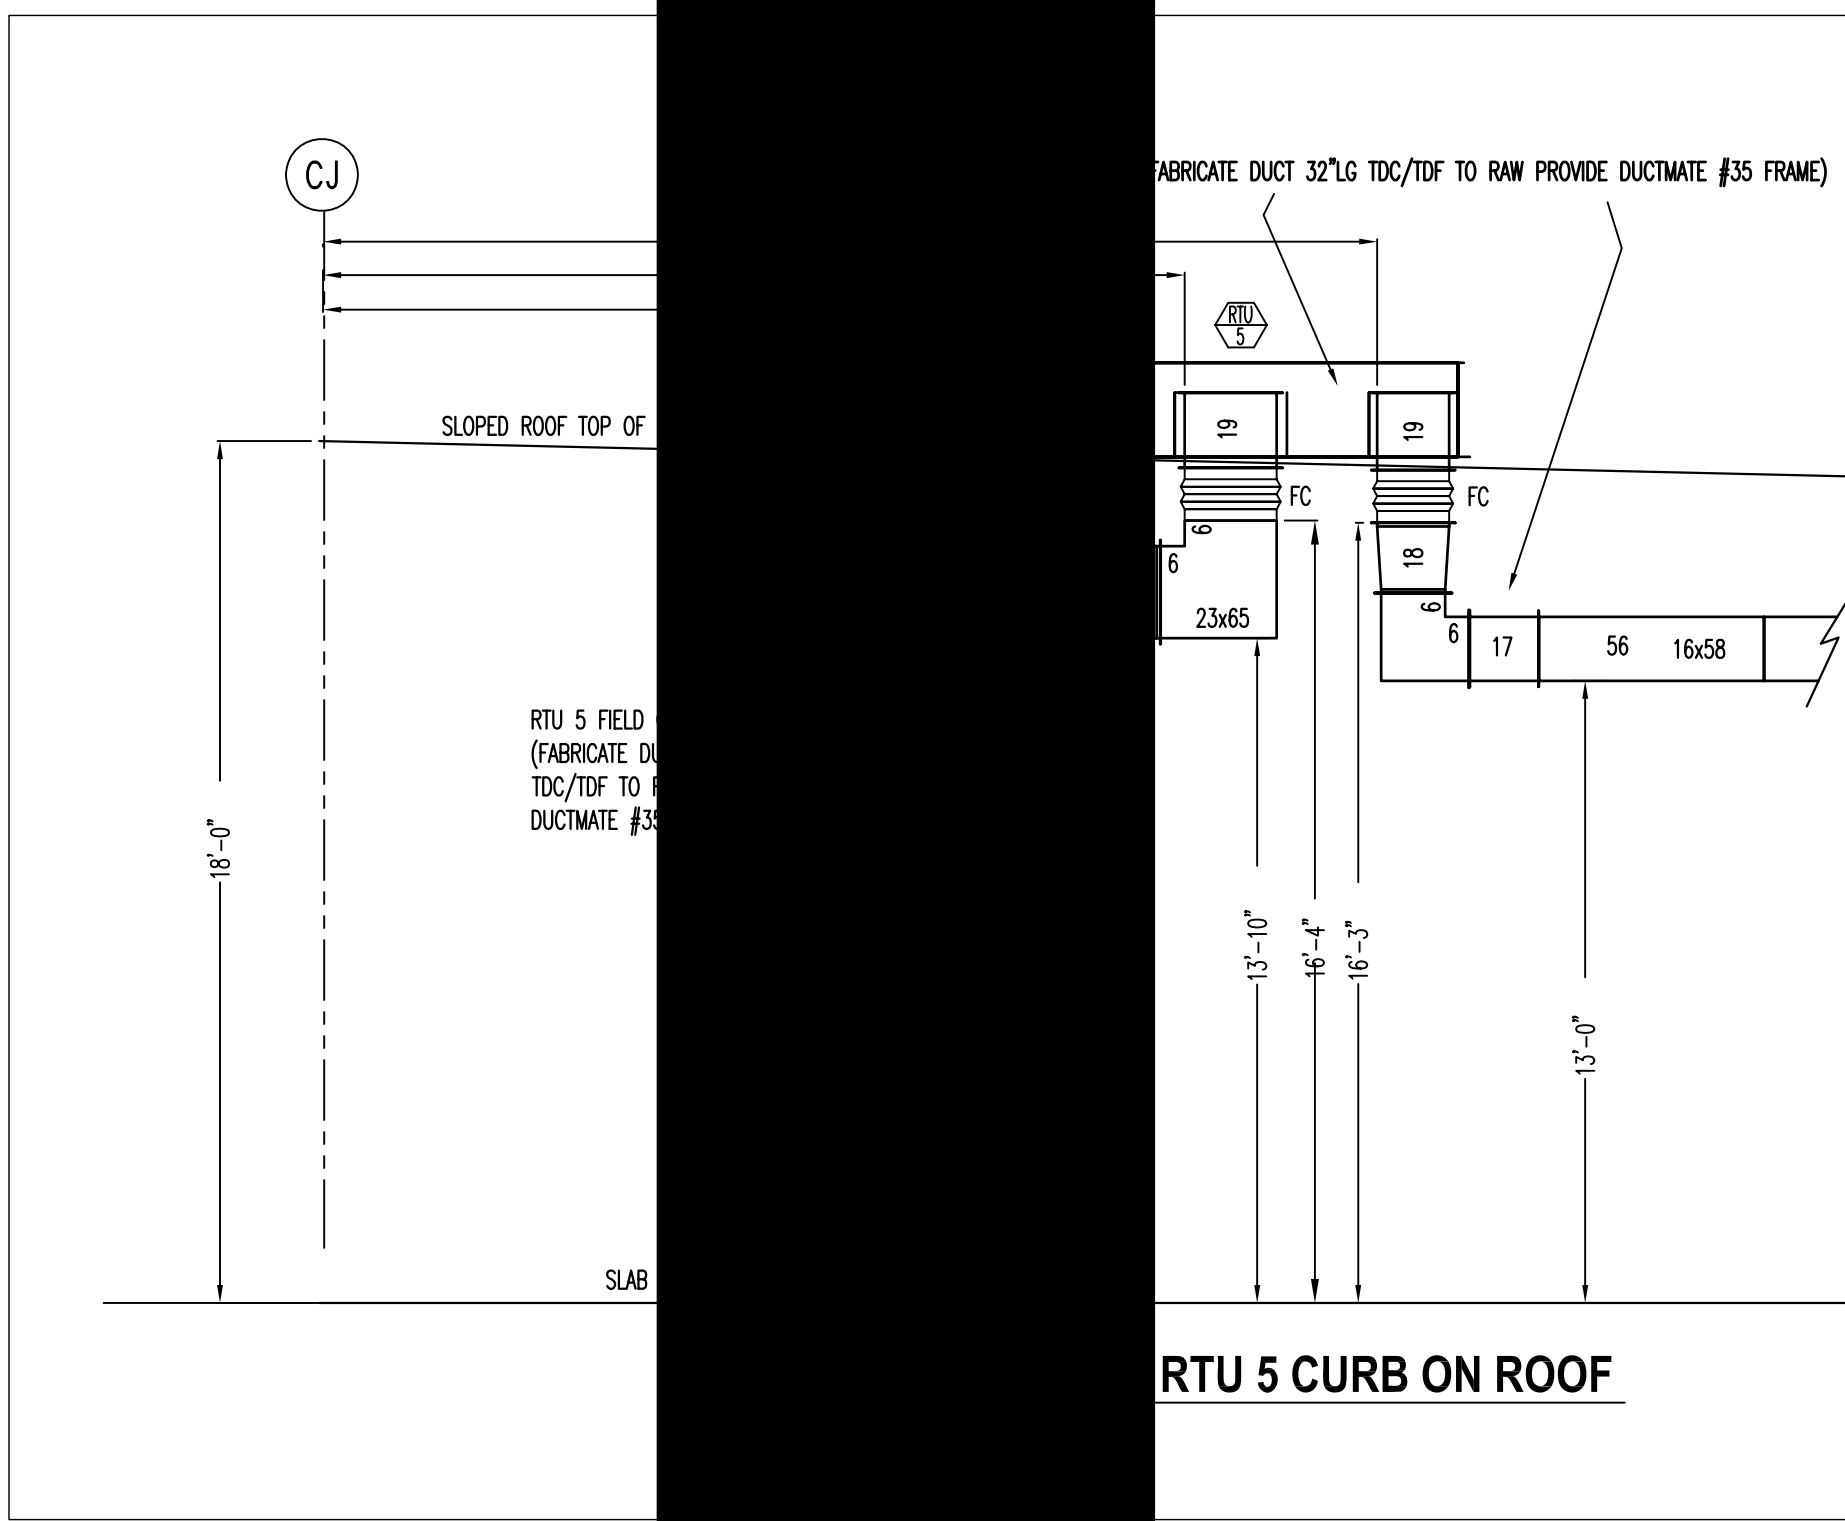 CJ
FABRICATE DUCT 32"LG TDC/TDF TO RAW PROVIDE DUCTMATE #35 FRAME)
RTU
5
SLOPED ROOF TOP OF
19
19
FC
FC
6
6
18
23x65
6
6
17
56
16x58
RTU 5 FIELD
(FABRICATE
TDC/TDF TO
DUCTMATE #35
18'-0"
13'-10"
16'-4"
16'-3"
13'-0"
SLAB
RTU 5 CURB ON ROOF